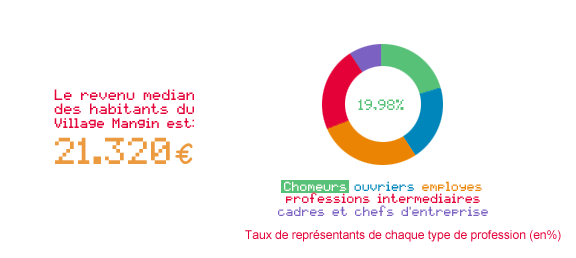 Le revenu median
des habitants du
Village Mangin est:
21.320€
19,98%
Chomeurs ouvriers employes
professions intermediaires
cadres et chefs d'entreprise
Taux de représentants de chaque type de profession (en%)